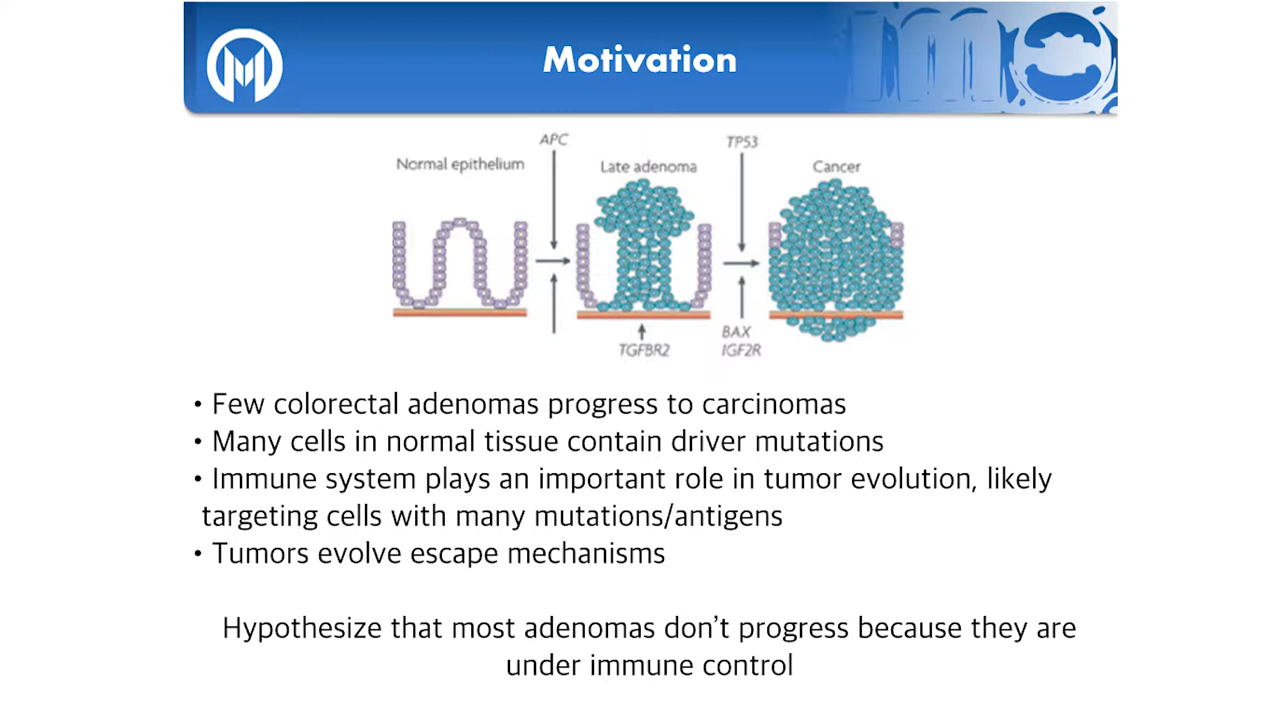 Motivation
APC
TP53
Normal epithelium
Late adenoma
Cancer
TGFBR2
BAX
IGF2R
• Few colorectal adenomas progress to carcinomas
• Many cells in normal tissue contain driver mutations
• Immune system plays an important role in tumor evolution, likely
targeting cells with many mutations/antigens
• Tumors evolve escape mechanisms
Hypothesize that most adenomas don't progress because they are
under immune control